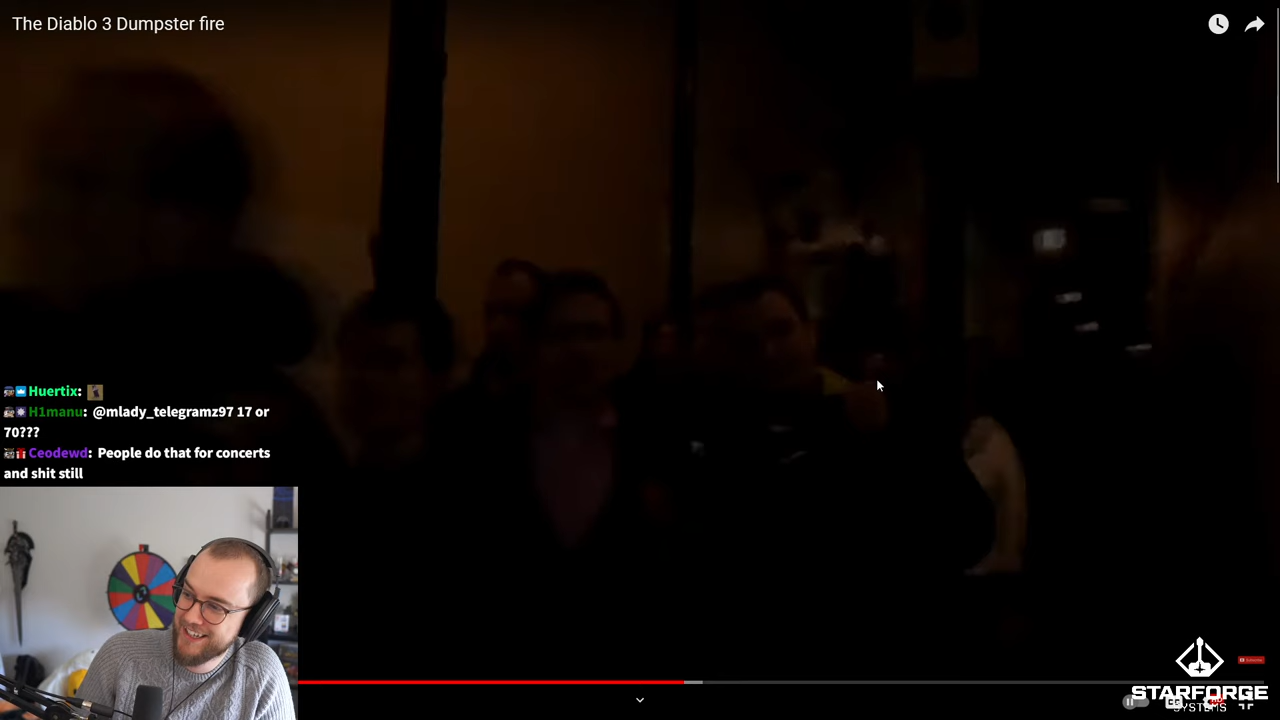 The Diablo 3 Dumpster fire
Huertix:
H1manu: @mlady_telegramz97 17 or
70???
Ceodewd: People do that for concerts
and shit still
STARFORGE
SYSTEMS